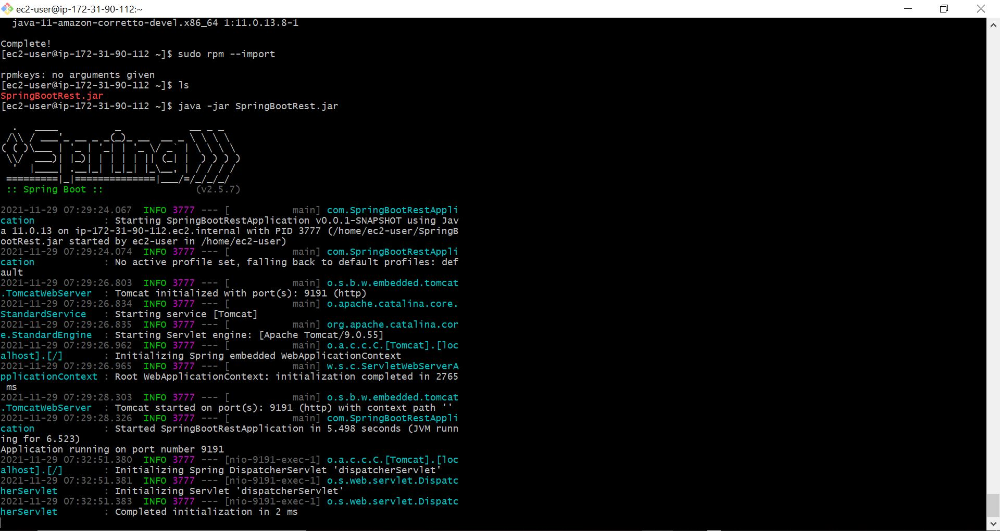 ec2-user@ip-172-31-90-112:~
java-11-amazon-corretto-devel.x86_64 1:11.0.13.8-1
Complete!
[ec2-user@ip-172-31-90-112 ~]$ sudo rpm --import
rpmkeys: no arguments given
[ec2-user@ip-172-31-90-112 ~]$ ls
SpringBootRest.jar
[ec2-user@ip-172-31-90-112 ~]$ java -jar SpringBootRest.jar
Spring
:: Spring Boot ::                (v2.5.7)
2021-11-29 07:29:24.067  INFO 3777 --- [           main] com.SpringBootRestAppli
cation            : Starting SpringBootRestApplication v0.0.1-SNAPSHOT using Jav
a 11.0.13 on ip-172-31-90-112.ec2.internal with PID 3777 (/home/ec2-user/SpringB
ootRest.jar started by ec2-user in /home/ec2-user)
2021-11-29 07:29:24.074  INFO 3777 --- [           main] com.SpringBootRestAppli
cation            : No active profile set, falling back to default profiles: def
ault
2021-11-29 07:29:26.803  INFO 3777 --- [           main] o.s.b.w.embedded.tomcat
.TomcatWebServer  : Tomcat initialized with port(s): 9191 (http)
2021-11-29 07:29:26.834  INFO 3777 --- [           main] o.apache.catalina.core.
StandardService   : Starting service [Tomcat]
2021-11-29 07:29:26.835  INFO 3777 --- [           main] org.apache.catalina.cor
e.StandardEngine  : Starting Servlet engine: [Apache Tomcat/9.0.55]
2021-11-29 07:29:26.962  INFO 3777 --- [           main] o.a.c.c.C.[Tomcat].[loc
alhost].[/]       : Initializing Spring embedded WebApplicationContext
2021-11-29 07:29:26.965  INFO 3777 --- [           main] w.s.c.ServletWebServerA
pplicationContext : Root WebApplicationContext: initialization completed in 2765
ms
2021-11-29 07:29:28.303  INFO 3777 --- [           main] o.s.b.w.embedded.tomcat
.TomcatWebServer  : Tomcat started on port(s): 9191 (http) with context path ''
2021-11-29 07:29:28.326  INFO 3777 --- [           main] com.SpringBootRestAppli
cation            : Started SpringBootRestApplication in 5.498 seconds (JVM runn
ing for 6.523)
Application running on port number 9191
2021-11-29 07:32:51.380  INFO 3777 --- [nio-9191-exec-1] o.a.c.c.C.[Tomcat].[loc
alhost].[/]       : Initializing Spring DispatcherServlet 'dispatcherServlet'
2021-11-29 07:32:51.381  INFO 3777 --- [nio-9191-exec-1] o.s.web.servlet.Dispatc
herServlet        : Initializing Servlet 'dispatcherServlet'
2021-11-29 07:32:51.383  INFO 3777 --- [nio-9191-exec-1] o.s.web.servlet.Dispatc
herServlet        : Completed initialization in 2 ms